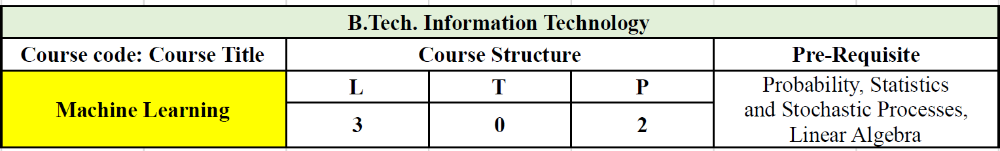 B.Tech. Information Technology
Course code: Course Title
Course Structure
Pre-Requisite
Machine Learning
L
T
P
3
0
2
Probability, Statistics
and Stochastic Processes,
Linear Algebra